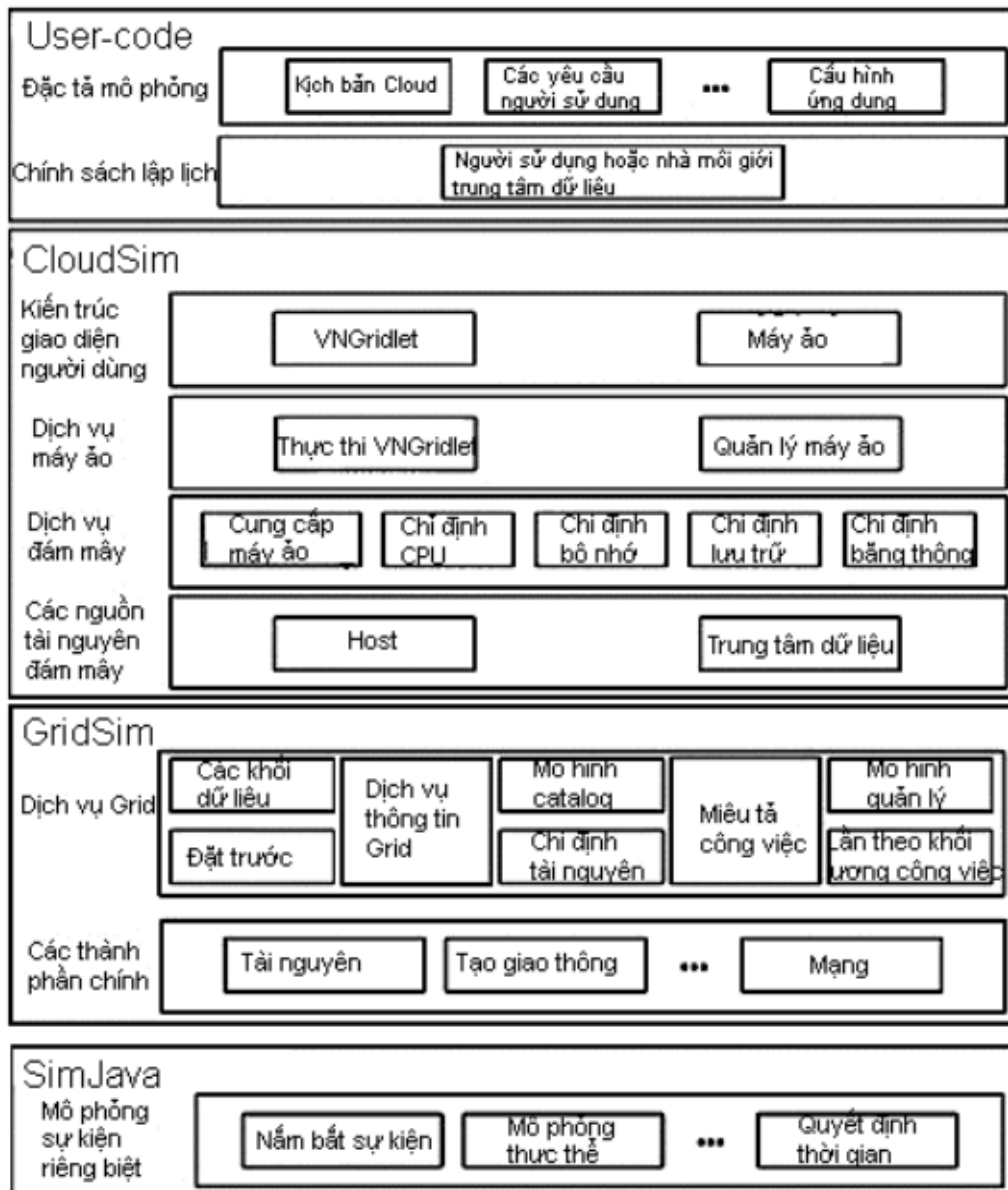 User-code
Đặc tả mô phỏng
Kịch bản Cloud
Các yêu cầu
người sử dụng
...
Cấu hình
ứng dụng
Chính sách lập lịch
Người sử dụng hoặc nhà môi giới
trung tâm dữ liệu
CloudSim
Kiến trúc
giao diện
người dùng
VNGridlet
Máy ảo
Dịch vụ
máy ảo
Thực thi VNGridlet
Quản lý máy ảo
Dịch vụ
đám mây
Cung cấp
máy ảo
Chỉ định
CPU
Chỉ định
bộ nhớ
Chỉ định
lưu trữ
Chỉ định
băng thông
Các nguồn
tài nguyên
đám mây
Host
Trung tâm dữ liệu
GridSim
Dịch vụ Grid
Các khối
dữ liệu
Dịch vụ
thông tin
Grid
Mô hình
catalog
Miêu tả
công việc
Mô hình
quản lý
Đặt trước
Chỉ định
tài nguyên
Lần theo khối
lượng công việc
Các thành
phần chính
Tài nguyên
Tạo giao thông
...
Mạng
SimJava
Mô phỏng
sự kiện
riêng biệt
Nắm bắt sự kiện
Mô phỏng
thực thể
...
Quyết định
thời gian